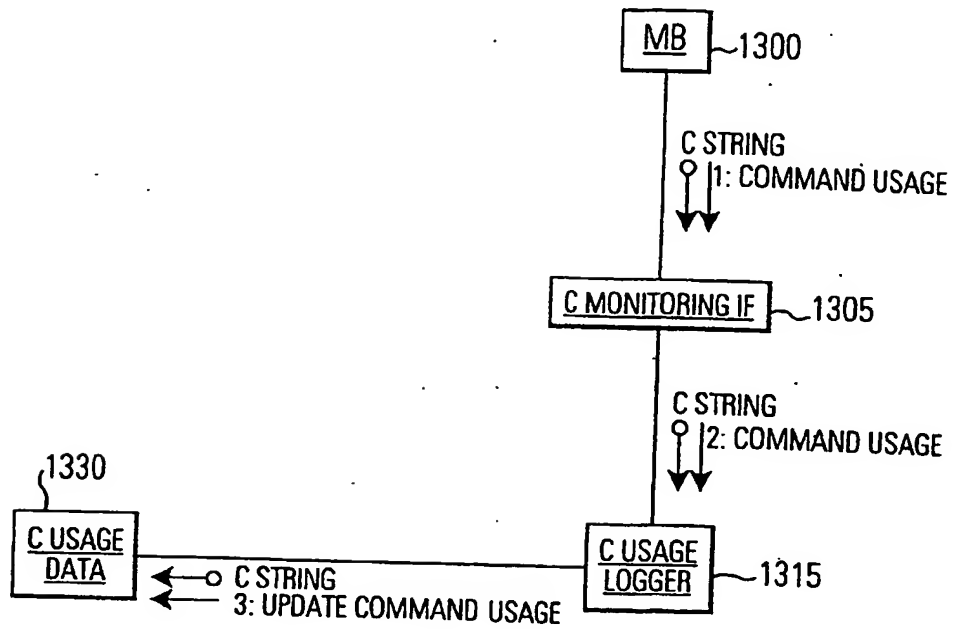 MB
1300
C STRING
1: COMMAND USAGE
C MONITORING IF
1305
C STRING
2: COMMAND USAGE
1330
C USAGE
DATA
C STRING
3: UPDATE COMMAND USAGE
C USAGE
LOGGER
1315